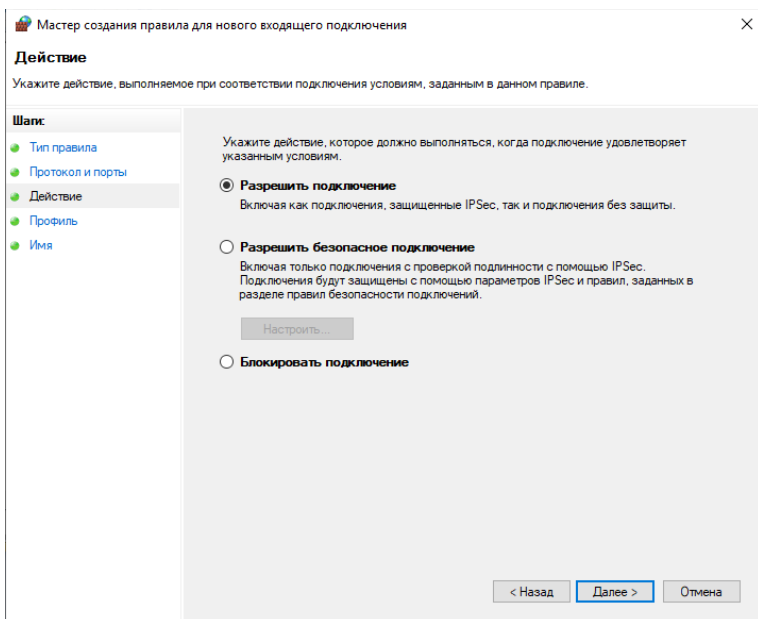 Мастер создания правила для нового входящего подключения
Действие
Укажите действие, выполняемое при соответствии подключения условиям, заданным в данном правиле.
Шаги:
Тип правила
Протокол и порты
Действие
Профиль
Имя
Укажите действие, которое должно выполняться, когда подключение удовлетворяет
указанным условиям.
Разрешить подключение
Включая как подключения, защищенные IPSec, так и подключения без защиты.
Разрешить безопасное подключение
Включая только подключения с проверкой подлинности с помощью IPSec.
Подключения будут защищены с помощью параметров IPSec и правил, заданных в
разделе правил безопасности подключений.
Настроить...
Блокировать подключение
< Назад
Далее >
Отмена